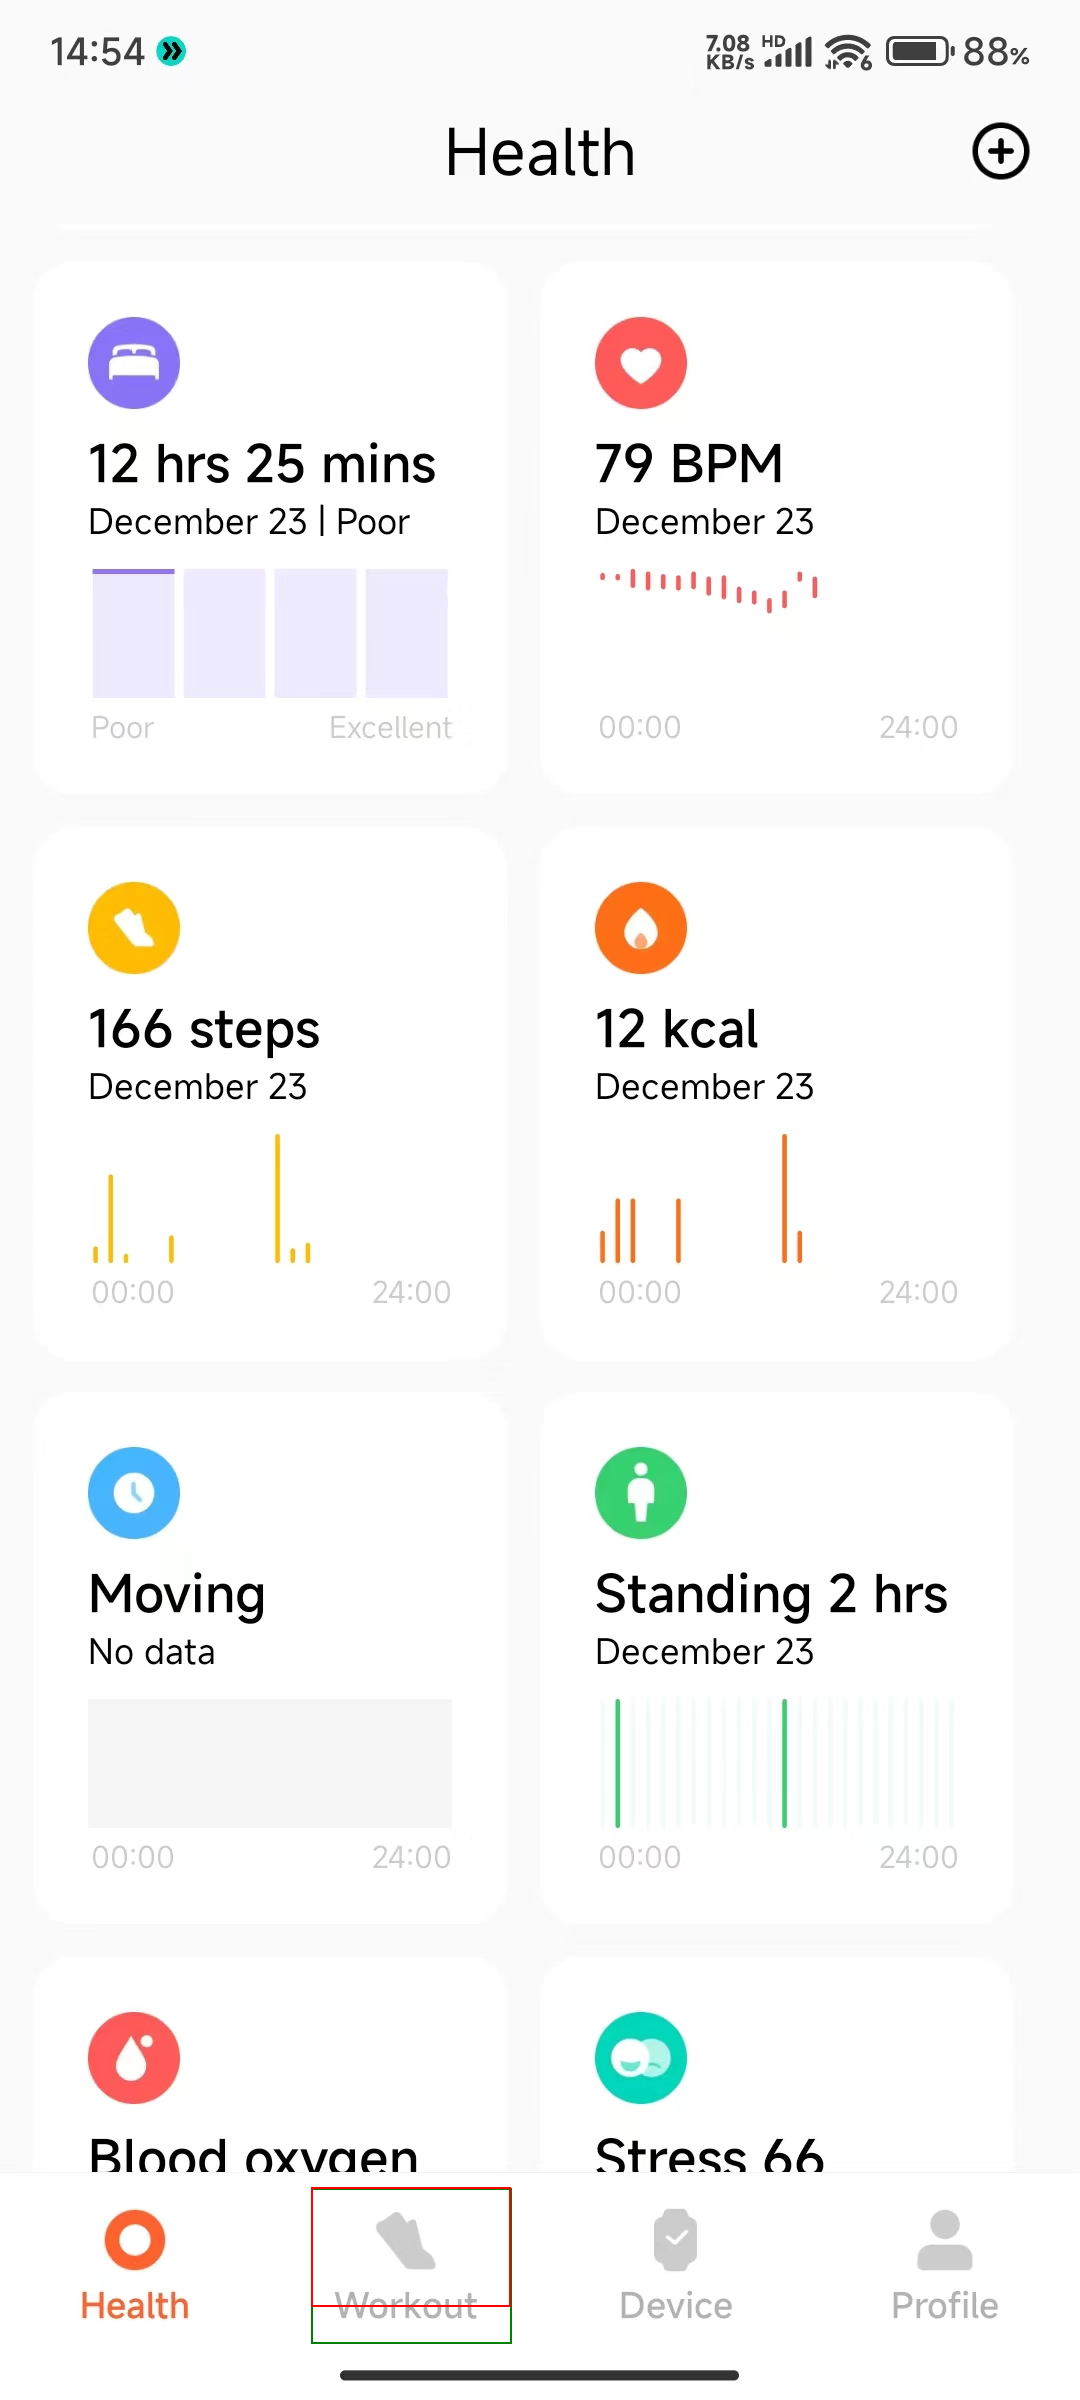 14:54
7.08 KB/s HD 6 88%
Health
12 hrs 25 mins
December 23 | Poor
Poor Excellent
79 BPM
December 23
00:00 24:00
166 steps
December 23
00:00 24:00
12 kcal
December 23
00:00 24:00
Moving
No data
00:00 24:00
Standing 2 hrs
December 23
00:00 24:00
Blood oxygen
Stress 66
Health Workout Device Profile